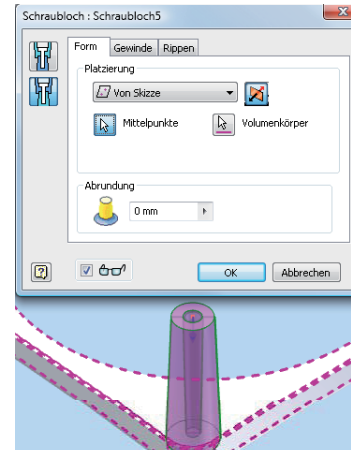 Schraubloch : Schraubloch5
Form Gewinde Rippen
Platzierung
Von Skizze
Mittelpunkte Volumenkörper
Abrundung
0 mm
OK Abbrechen